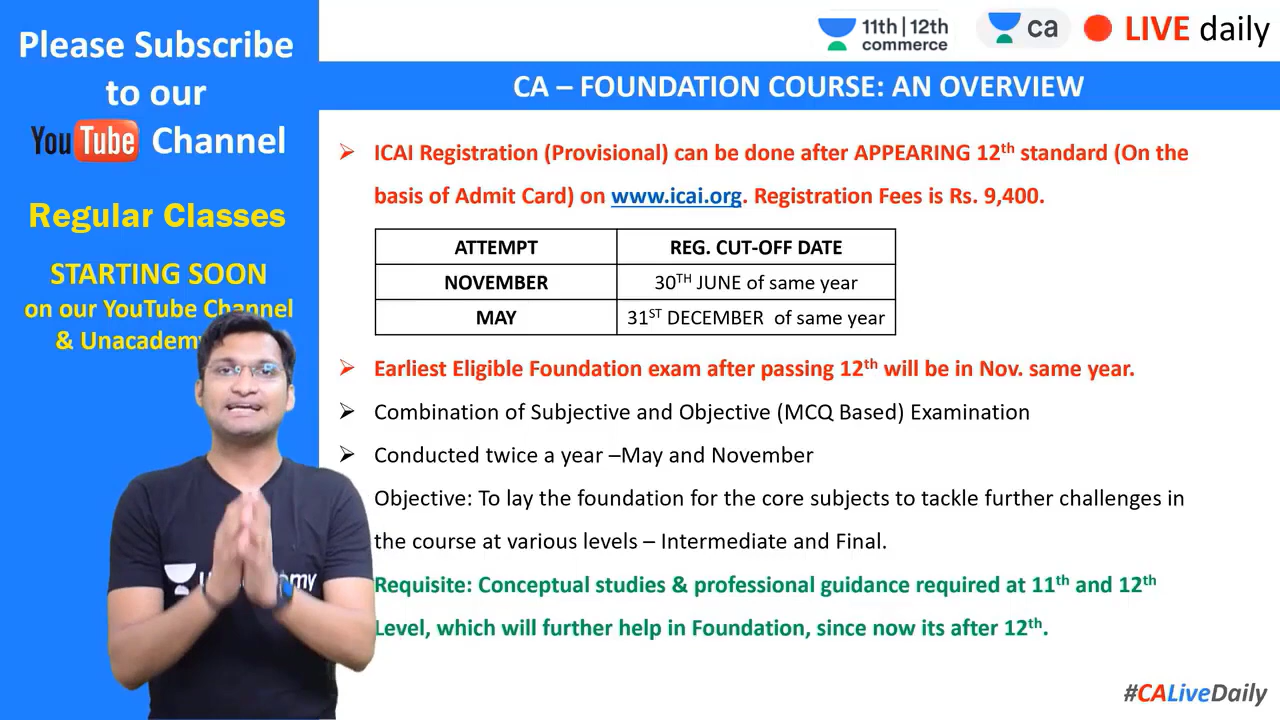 Please Subscribe
to our
YouTube Channel
Regular Classes
STARTING SOON
on our YouTube Channel
& Unacademy
11th | 12th
commerce
ca
LIVE daily
CA – FOUNDATION COURSE: AN OVERVIEW
➢ ICAI Registration (Provisional) can be done after APPEARING 12th standard (On the
basis of Admit Card) on www.icai.org. Registration Fees is Rs. 9,400.
ATTEMPT REG. CUT-OFF DATE
NOVEMBER 30TH JUNE of same year
MAY 31ST DECEMBER of same year
➢ Earliest Eligible Foundation exam after passing 12th will be in Nov. same year.
➢ Combination of Subjective and Objective (MCQ Based) Examination
➢ Conducted twice a year –May and November
Objective: To lay the foundation for the core subjects to tackle further challenges in
the course at various levels – Intermediate and Final.
Requisite: Conceptual studies & professional guidance required at 11th and 12th
Level, which will further help in Foundation, since now its after 12th.
#CALiveDaily